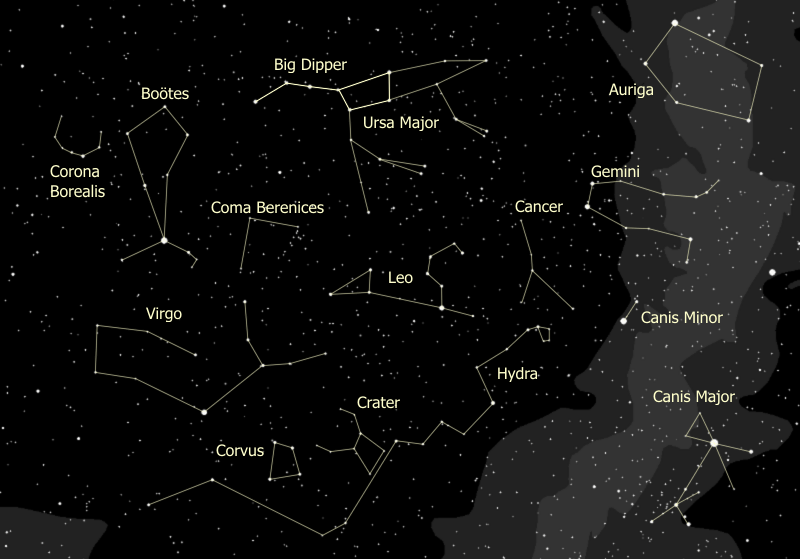 Big Dipper
Boötes
Auriga
Ursa Major
Corona
Borealis
Gemini
Coma Berenices
Cancer
Leo
Virgo
Canis Minor
Hydra
Canis Major
Crater
Corvus